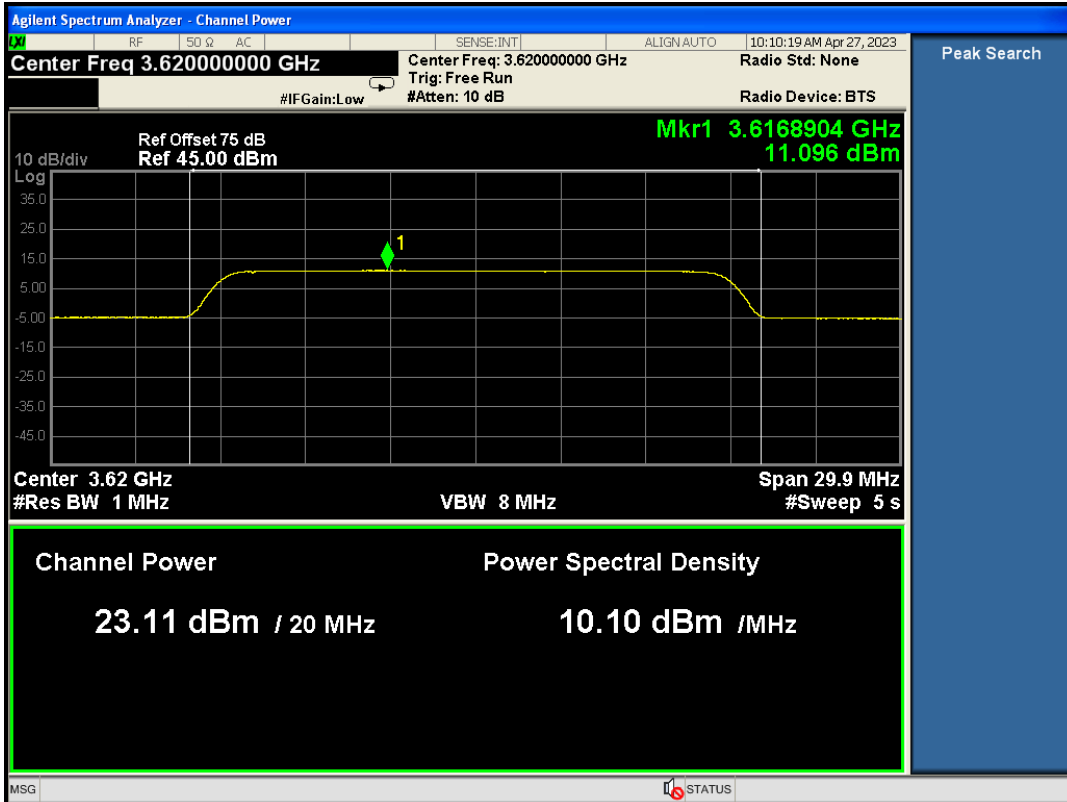 Agilent Spectrum Analyzer - Channel Power
LXI RF 50 Ω AC SENSE:INT ALIGN AUTO 10:10:19 AM Apr 27, 2023
Center Freq 3.620000000 GHz
Center Freq: 3.620000000 GHz
Radio Std: None
Trig: Free Run
#IFGain:Low
#Atten: 10 dB
Radio Device: BTS
Peak Search
Mkr1 3.6168904 GHz
11.096 dBm
Ref Offset 75 dB
10 dB/div Ref 45.00 dBm
Log
35.0
25.0
1
15.0
5.00
-5.00
-15.0
-25.0
-35.0
-45.0
Center 3.62 GHz Span 29.9 MHz
#Res BW 1 MHz VBW 8 MHz #Sweep 5 s
Channel Power Power Spectral Density
23.11 dBm / 20 MHz 10.10 dBm /MHz
MSG STATUS